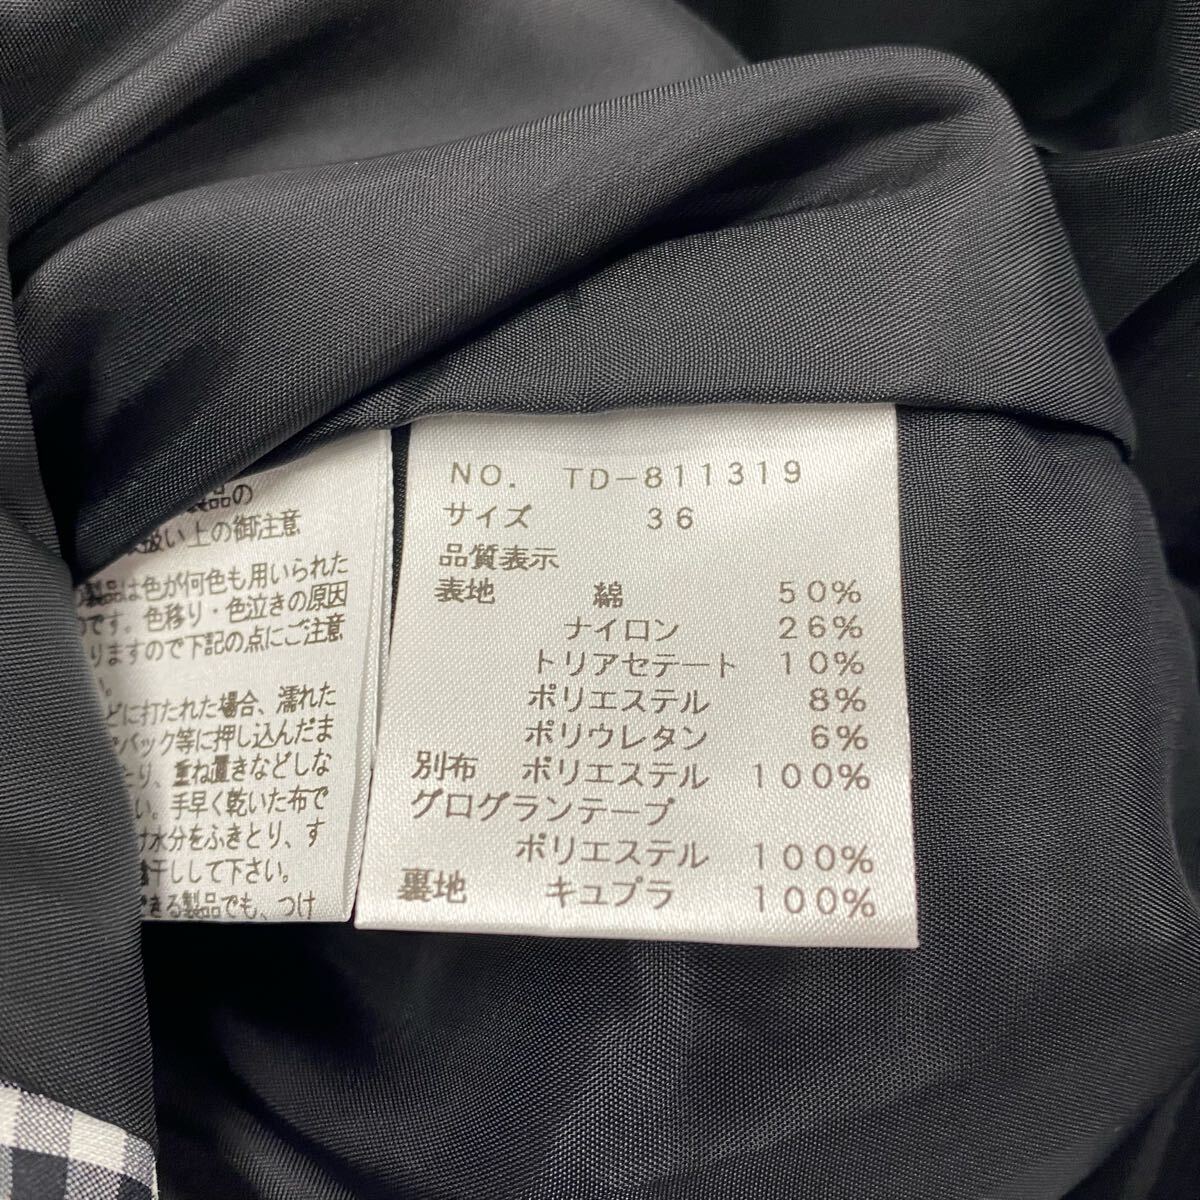 製品の
扱い上の御注意
製品は色が何色も用いられた
です。色移り・色泣きの原因
りますので下記の点にご注意
どに打たれた場合、濡れた
バック等に押し込んだま
たり、重ね置きなどしな
い。手早く乾いた布で
け水分をふきとり、す
干しして下さい。
きる製品でも、つけ
NO. TD-811319
サイズ 36
品質表示
表地 綿 50%
ナイロン 26%
トリアセテート 10%
ポリエステル 8%
ポリウレタン 6%
別布 ポリエステル 100%
グログランテープ
ポリエステル 100%
裏地 キュプラ 100%